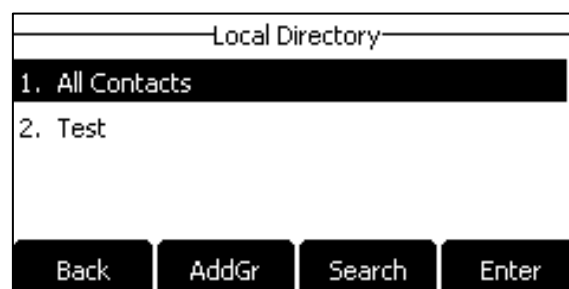 Local Directory
1. All Contacts
2. Test
Back AddGr Search Enter